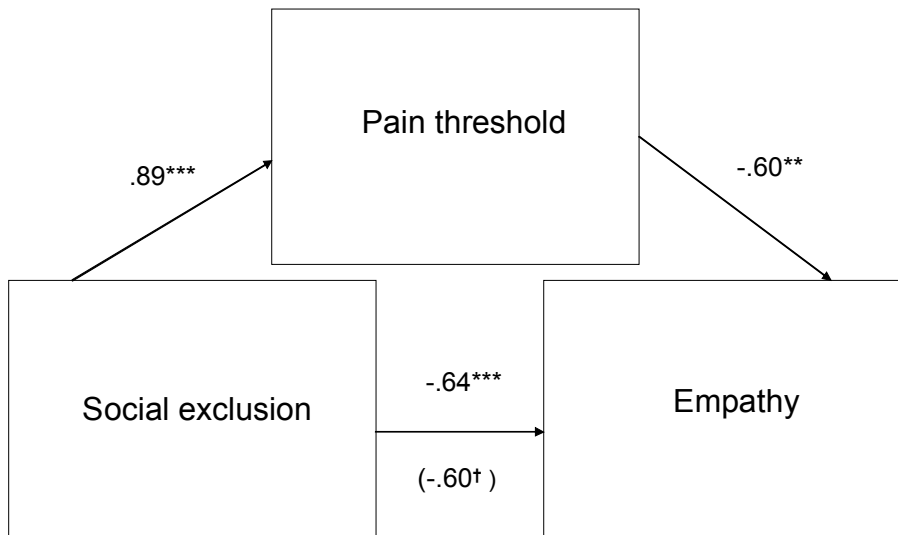 Pain threshold
.89***
-.60**
-.64***
Social exclusion
Empathy
(-.60† )